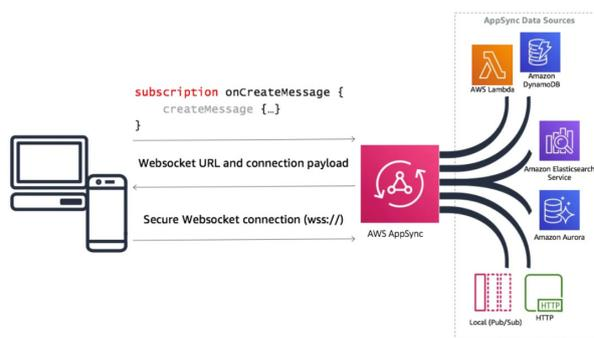 AppSync Data Sources
AWS Lambda
Amazon
DynamoDB
subscription onCreateMessage {
createMessage {…}
}
Websocket URL and connection payload
Secure Websocket connection (wss://)
AWS AppSync
Amazon Elasticsearch
Service
Amazon Aurora
Local (Pub/Sub)
HTTP
HTTP